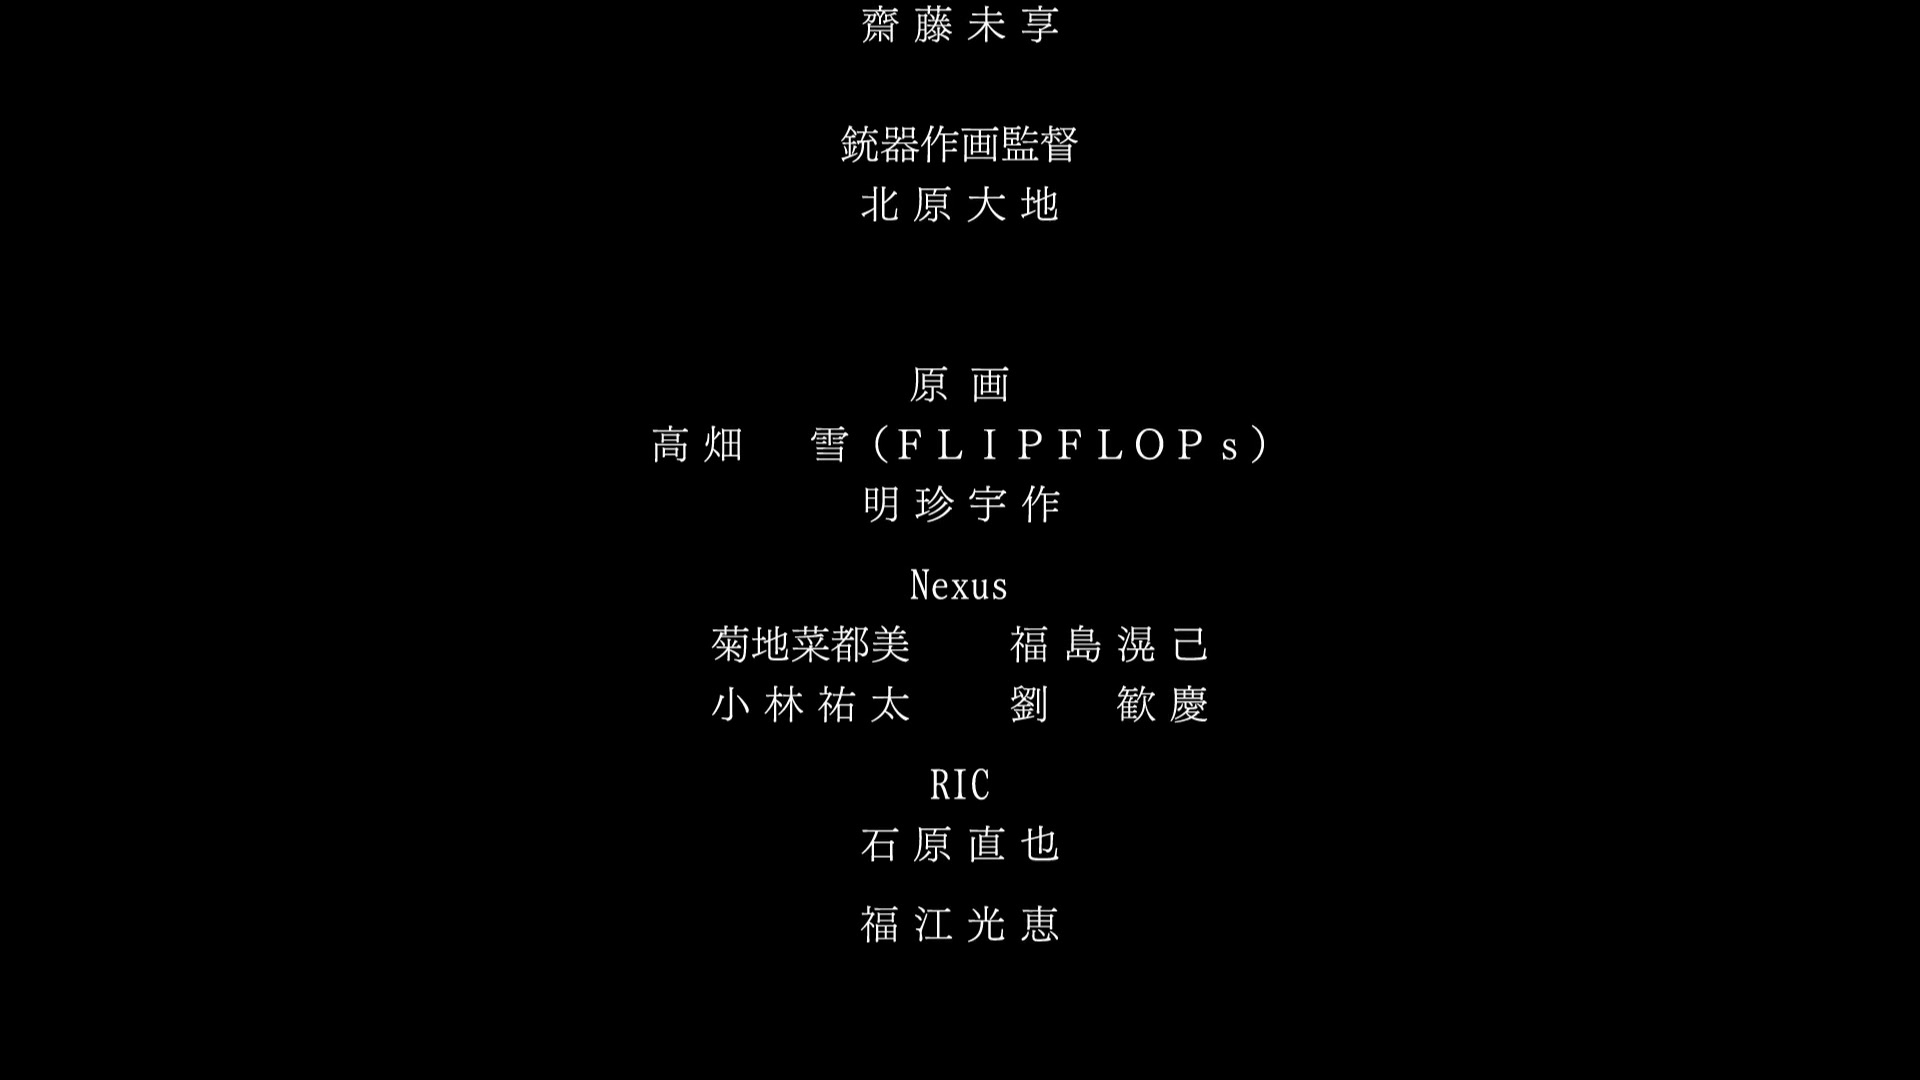 齋藤未享
銃器作画監督
北原大地
原画
高畑 雪（ＦＬＩＰＦＬＯＰｓ）
明珍宇作
Nexus
菊地菜都美 福島滉己
小林祐太 劉 歓慶
RIC
石原直也
福江光恵